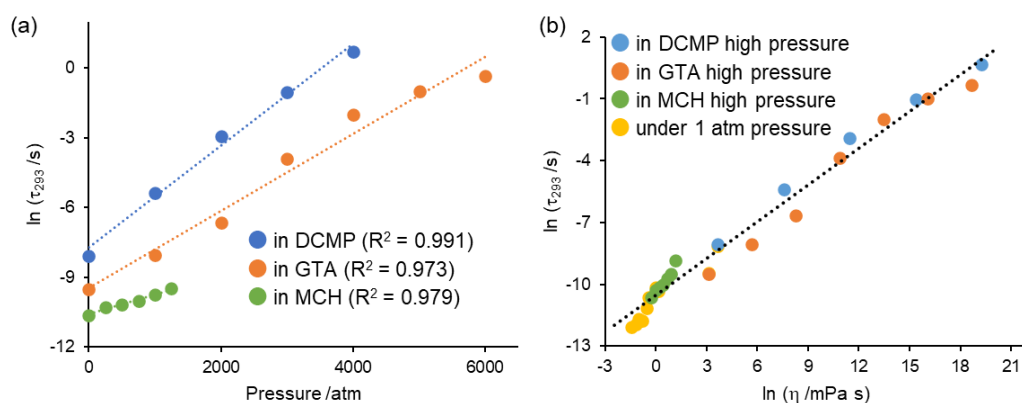 (a)
ln (τ293 /s)
0
-3
-6
-9
-12
in DCMP (R² = 0.991)
in GTA (R² = 0.973)
in MCH (R² = 0.979)
0
2000
4000
6000
Pressure /atm
(b)
ln (τ293 /s)
2
-1
-4
-7
-10
-13
in DCMP high pressure
in GTA high pressure
in MCH high pressure
under 1 atm pressure
-3
0
3
6
9
12
15
18
21
ln (η /mPa s)